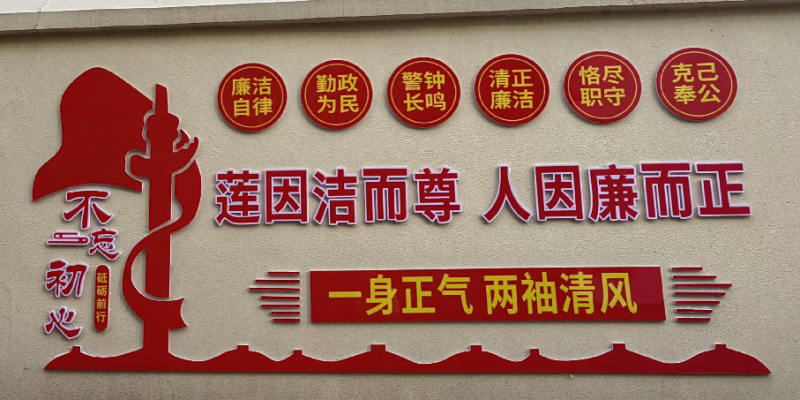 廉洁
自律
勤政
为民
警钟
长鸣
清正
廉洁
恪尽
职守
克己
奉公
莲因洁而尊 人因廉而正
不忘初心
砥砺前行
一身正气 两袖清风